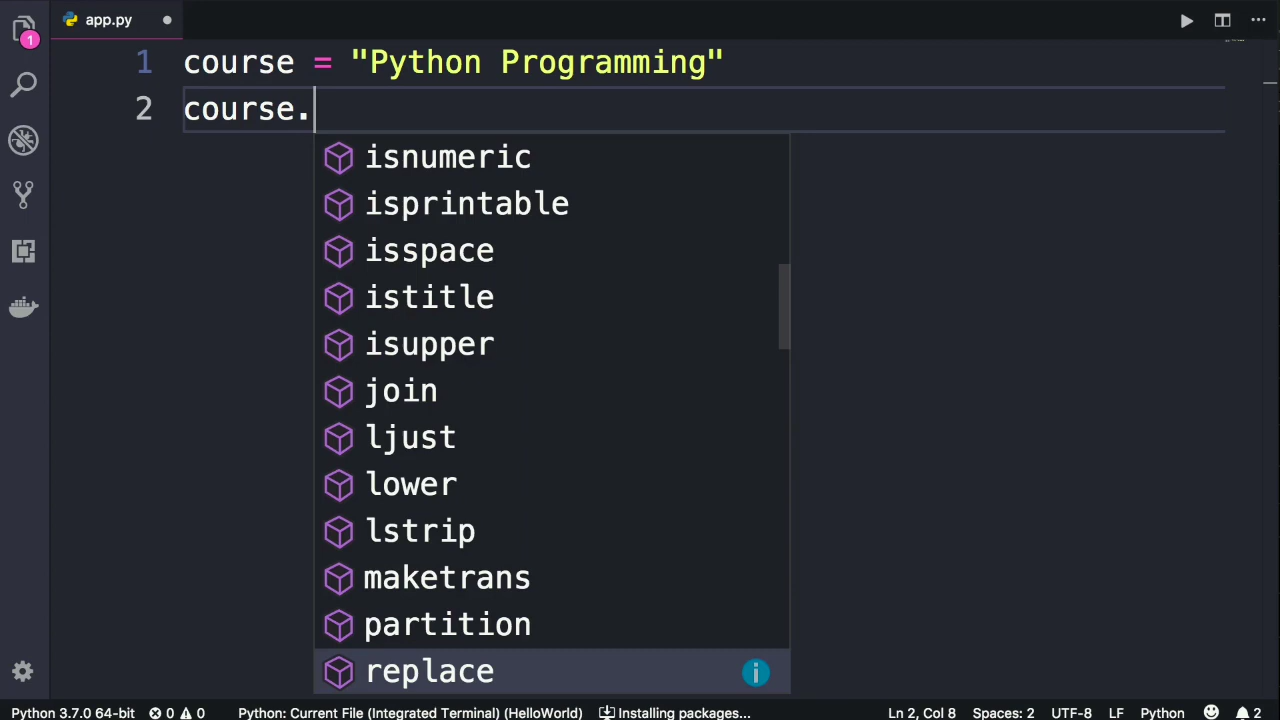 app.py
1
1 course = "Python Programming"
2 course.
isnumeric
isprintable
isspace
istitle
isupper
join
ljust
lower
lstrip
maketrans
partition
replace i
Python 3.7.0 64-bit 0 0 Python: Current File (Integrated Terminal) (HelloWorld) Installing packages... Ln 2, Col 8 Spaces: 2 UTF-8 LF Python 2